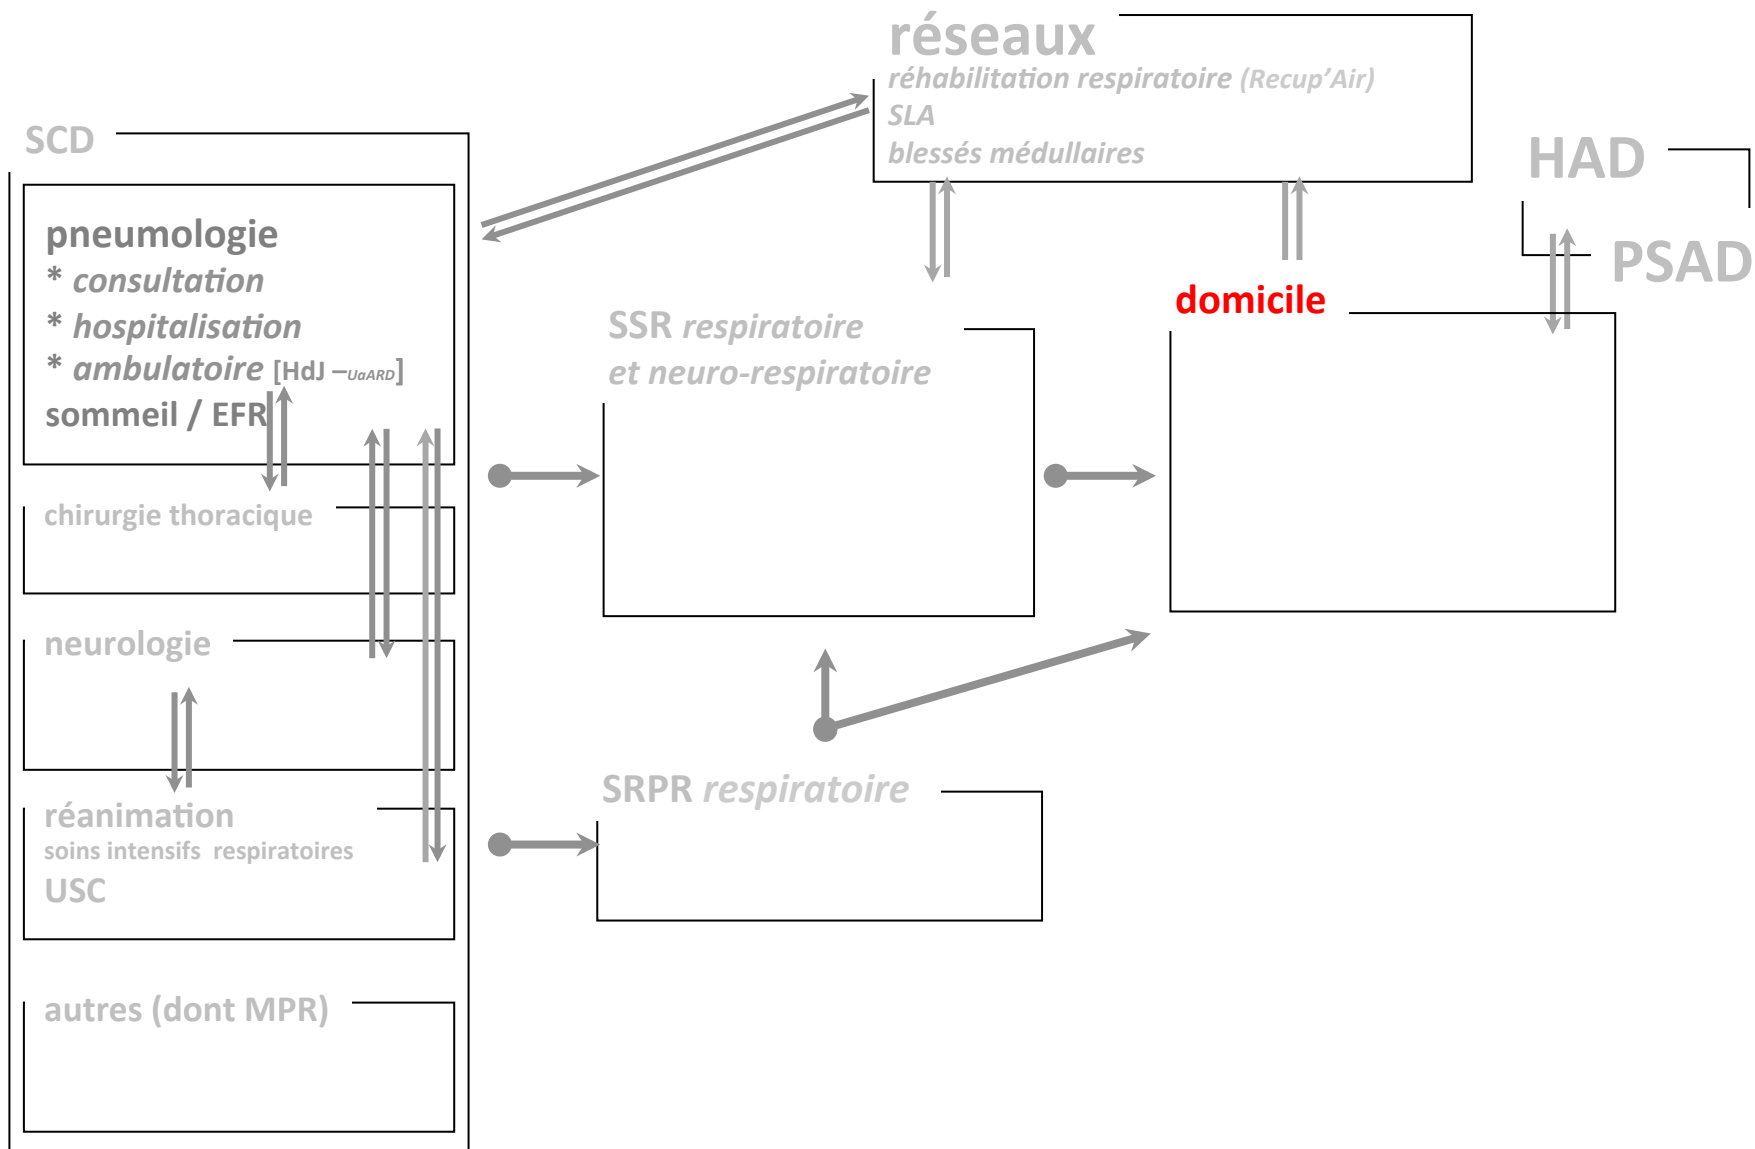 réseaux
réhabilitation respiratoire (Recup’Air)
SLA
blessés médullaires
SCD
pneumologie
* consultation
* hospitalisation
* ambulatoire [HdJ –UaARD]
sommeil / EFR
chirurgie thoracique
neurologie
réanimation
soins intensifs respiratoires
USC
autres (dont MPR)
SSR respiratoire
et neuro-respiratoire
SRPR respiratoire
domicile
HAD
PSAD